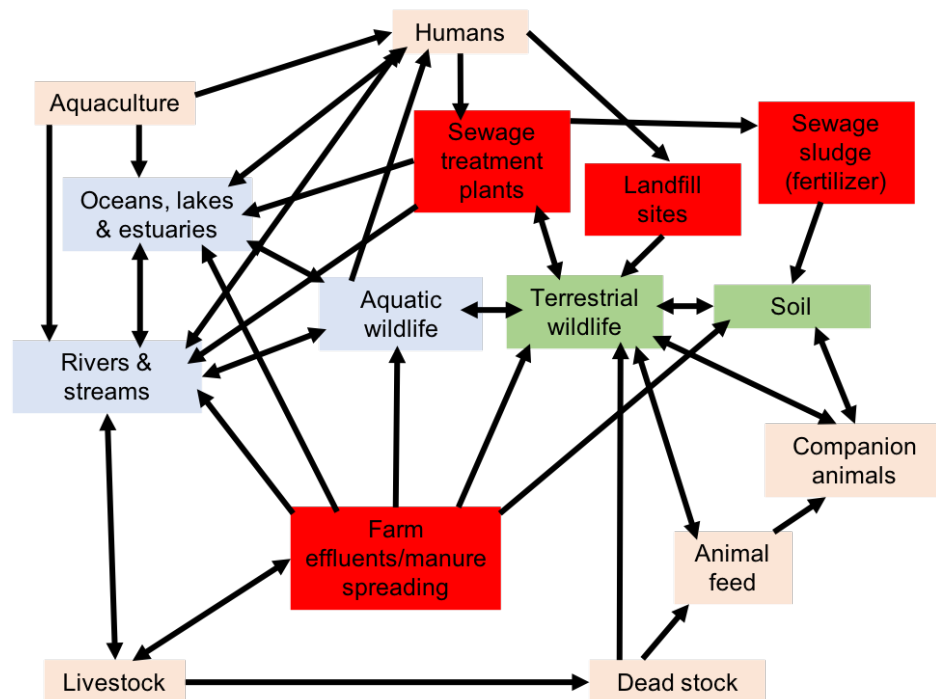 Humans
Aquaculture
Sewage
treatment
plants
Sewage
sludge
(fertilizer)
Landfill
sites
Oceans, lakes
& estuaries
Aquatic
wildlife
Terrestrial
wildlife
Soil
Rivers &
streams
Companion
animals
Farm
effluents/manure
spreading
Animal
feed
Livestock
Dead stock